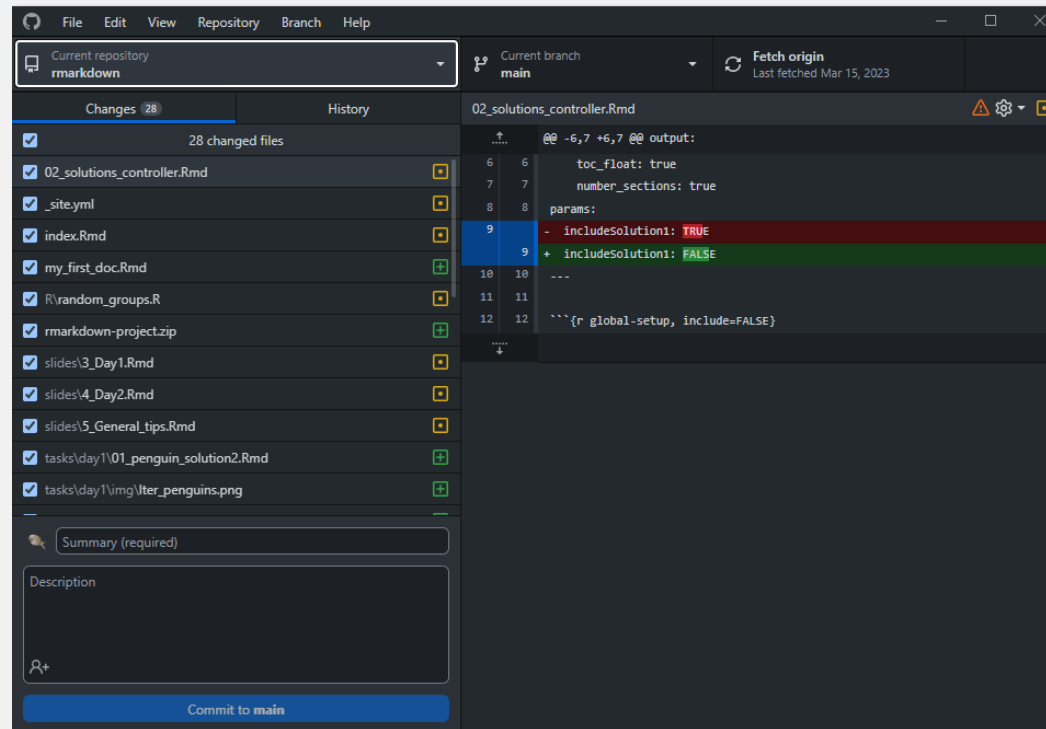 File Edit View Repository Branch Help
Current repository
rmarkdown
Current branch
main
Fetch origin
Last fetched Mar 15, 2023
Changes 28
History
28 changed files
02_solutions_controller.Rmd
_site.yml
index.Rmd
my_first_doc.Rmd
R\random_groups.R
rmarkdown-project.zip
slides\3_Day1.Rmd
slides\4_Day2.Rmd
slides\5_General_tips.Rmd
tasks\day1\01_penguin_solution2.Rmd
tasks\day1\img\lter_penguins.png
Summary (required)
Description
Commit to main
02_solutions_controller.Rmd
@@ -6,7 +6,7 @@ output:
6 6 toc_float: true
7 7 number_sections: true
8 8 params:
9 - includeSolution1: TRUE
9 + includeSolution1: FALSE
10 10 ---
11 11
12 12 ```{r global-setup, include=FALSE}